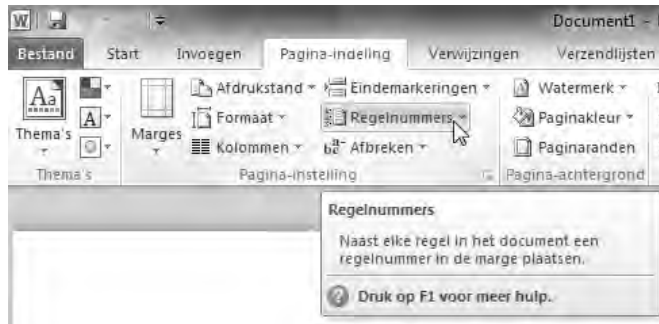 Document1 -
Bestand Start Invoegen Pagina-indeling Verwijzingen Verzendlijsten
Aa Afdrukstand Eindemarkeringen Watermerk
A Formaat Regelnummers Paginakleur
Thema's Marges Kolommen Afbreken Paginaranden
Thema's Pagina-instelling Pagina-achtergrond
Regelnummers
Naast elke regel in het document een
regelnummer in de marge plaatsen.
Druk op F1 voor meer hulp.